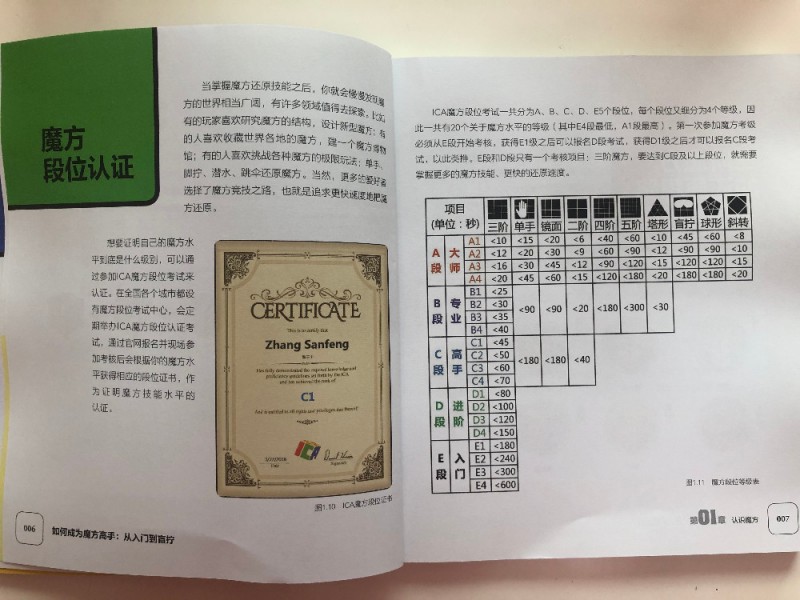 魔方
段位认证
当掌握魔方还原技能之后，你就会慢慢发现魔
方的世界相当广阔，有许多领域值得去探索。比如
有的玩家喜欢研究魔方的结构，设计新型魔方；有
的人喜欢收藏世界各地的魔方，建一个魔方博物
馆；有的人喜欢挑战各种魔方的极限玩法：单手、
脚拧、潜水、跳伞还原魔方。当然，更多的爱好者
选择了魔方竞技之路，也就是追求更快速度地把魔
方还原。
想要证明自己的魔方水
平到底是什么级别，可以通
过参加ICA魔方段位考试来
认证。在全国各个城市都设
有魔方段位考试中心，会定
期举办ICA魔方段位认证考
试，通过官网报名并现场参
加考核后会根据你的魔方水
平获得相应的段位证书，作
为证明魔方技能水平的
认证。
CERTIFICATE
This is to certify that
Zhang Sanfeng
张三丰
C1
ICA
图1.10 ICA魔方段位证书
006
如何成为魔方高手：从入门到盲拧
ICA魔方段位考试一共分为A、B、C、D、E5个段位，每个段位又细分为4个等级，因
此一共有20个关于魔方水平的等级（其中E4段最低，A1段最高）。第一次参加魔方考级
必须从E段开始考核，获得E1级之后可以报名D段考试，获得D1级之后才可以报名C段考
试，以此类推。E段和D段只有一个考核项目：三阶魔方，要达到C段及以上段位，就需要
掌握更多的魔方技能、更快的还原速度。
项目
(单位：秒)
三阶 单手 镜面 二阶 四阶 五阶 塔形 盲拧 球形 斜转
A段 大师
A1 <10 <15 <20 <6 <40 <60 <10 <45 <60 <8
A2 <12 <20 <30 <9 <60 <90 <12 <90 <90 <10
A3 <16 <30 <45 <12 <90 <120 <15 <120 <120 <15
A4 <20 <45 <60 <15 <120 <180 <20 <180 <180 <20
B段 专业
B1 <25
B2 <30
B3 <35
B4 <40
<90 <90 <20 <180 <300 <30
C段 高手
C1 <45
C2 <50
C3 <60
C4 <70
<180 <180 <40
D段 进阶
D1 <80
D2 <100
D3 <120
D4 <150
E段 入门
E1 <180
E2 <240
E3 <300
E4 <600
图1.11 魔方段位等级表
第01章 认识魔方
007